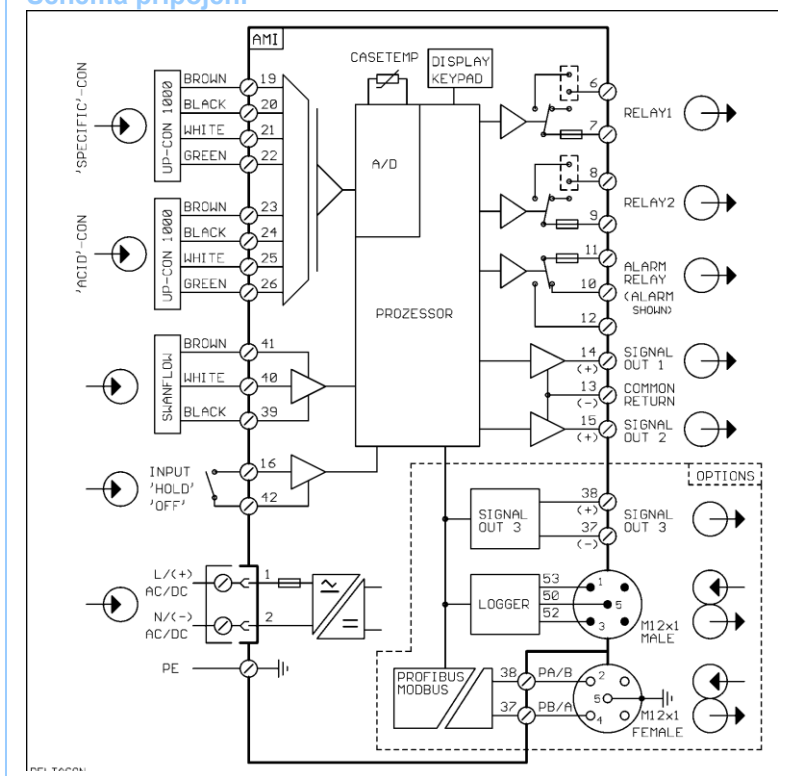 Schéma připojení
AMI
CASETEMP
DISPLAY
KEYPAD
'SPECIFIC'-CON
UP-CON 1000
BROWN 19
BLACK 20
WHITE 21
GREEN 22
'ACID'-CON
UP-CON 1000
BROWN 23
BLACK 24
WHITE 25
GREEN 26
SWANFLOW
BROWN 41
WHITE 40
BLACK 39
INPUT 16
'HOLD'
'OFF' 42
L/(+) 1
AC/DC
N/(-) 2
AC/DC
PE
A/D
PROZESSOR
6
RELAY1
7
8
RELAY2
9
11
ALARM
RELAY
10
(ALARM
SHOWN)
12
14 SIGNAL
(+) OUT 1
13 COMMON
(-) RETURN
15 SIGNAL
(+) OUT 2
OPTIONS
SIGNAL
OUT 3
38
(+)
37
(-)
SIGNAL
OUT 3
LOGGER
53
50
52
1
5
3
M12x1
MALE
PROFIBUS
MODBUS
38 PA/B
37 PB/A
2
5
4
M12x1
FEMALE